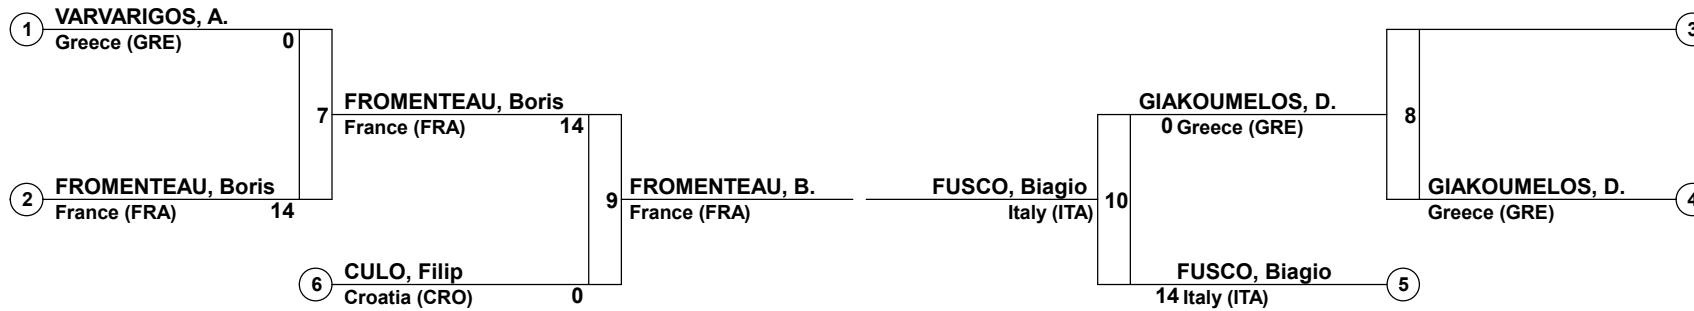 1
VARVARIGOS, A.
Greece (GRE)
0
7
2
FROMENTEAU, Boris
France (FRA)
14
FROMENTEAU, Boris
France (FRA)
14
9
6
CULO, Filip
Croatia (CRO)
0
FROMENTEAU, B.
France (FRA)
FUSCO, Biagio
Italy (ITA)
10
GIAKOUMELOS, D.
0 Greece (GRE)
8
3
GIAKOUMELOS, D.
Greece (GRE)
4
FUSCO, Biagio
14 Italy (ITA)
5